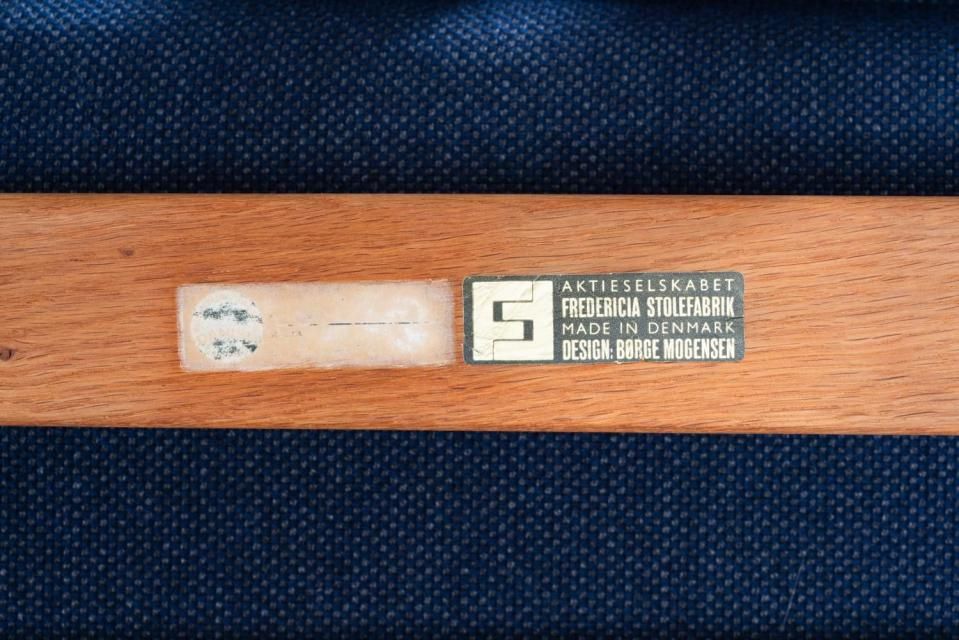 AKTIESELSKABET
FREDERICIA STOLEFABRIK
MADE IN DENMARK
DESIGN: BØRGE MOGENSEN